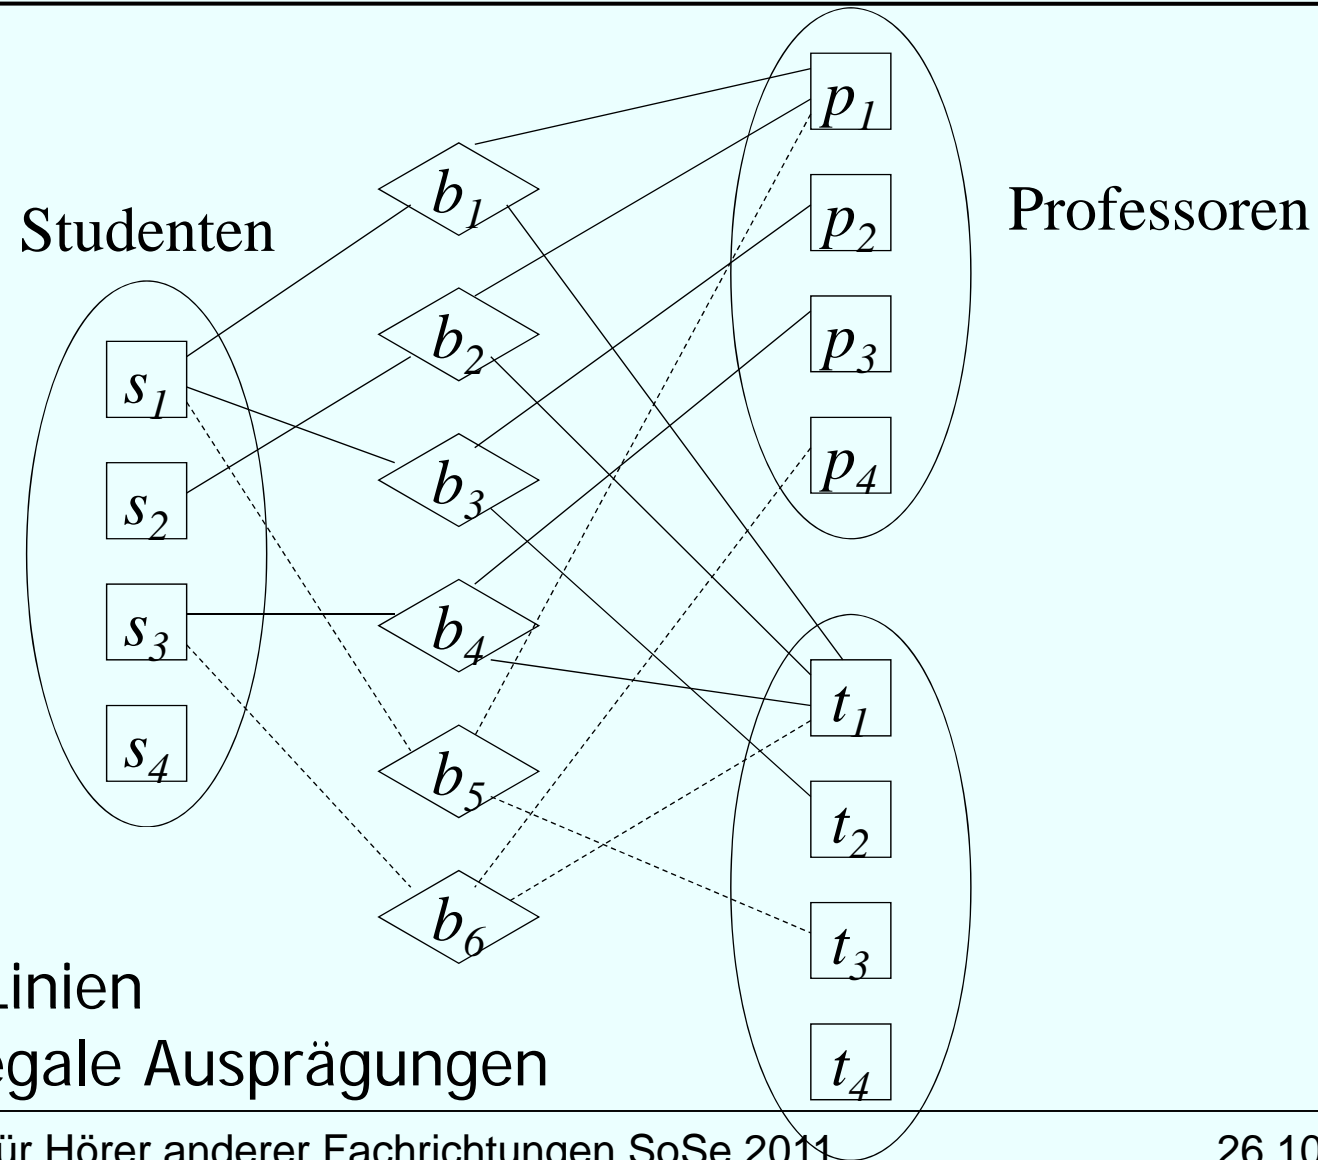 Studenten
Professoren
b1
b2
b3
b4
b5
b6
s1
s2
s3
s4
p1
p2
p3
p4
t1
t2
t3
t4
Linien
egale Ausprägungen
ür Hörer anderer Fachrichtungen SoSe 2011
26.10